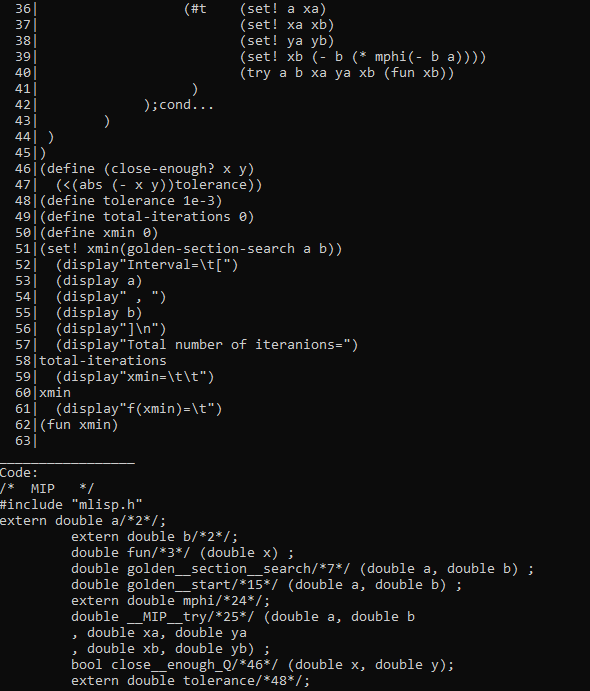 36|                   (#t    (set! a xa)
37|                          (set! xa xb)
38|                          (set! ya yb)
39|                          (set! xb (- b (* mphi(- b a))))
40|                          (try a b xa ya xb (fun xb))
41|                    )
42|              );cond...
43|         )
44|  )
45|)
46|(define (close-enough? x y)
47|  (<(abs (- x y))tolerance))
48|(define tolerance 1e-3)
49|(define total-iterations 0)
50|(define xmin 0)
51|(set! xmin(golden-section-search a b))
52|  (display"Interval=\t[")
53|  (display a)
54|  (display" , ")
55|  (display b)
56|  (display"]\n")
57|  (display"Total number of iteranions=")
58|total-iterations
59|  (display"xmin=\t\t")
60|xmin
61|  (display"f(xmin)=\t")
62|(fun xmin)
63|
_________________
Code:
/*  MIP   */
#include "mlisp.h"
extern double a/*2*/;
         extern double b/*2*/;
         double fun/*3*/ (double x) ;
         double golden__section__search/*7*/ (double a, double b) ;
         double golden__start/*15*/ (double a, double b) ;
         extern double mphi/*24*/;
         double __MIP__try/*25*/ (double a, double b
         , double xa, double ya
         , double xb, double yb) ;
         bool close__enough_Q/*46*/ (double x, double y);
         extern double tolerance/*48*/;